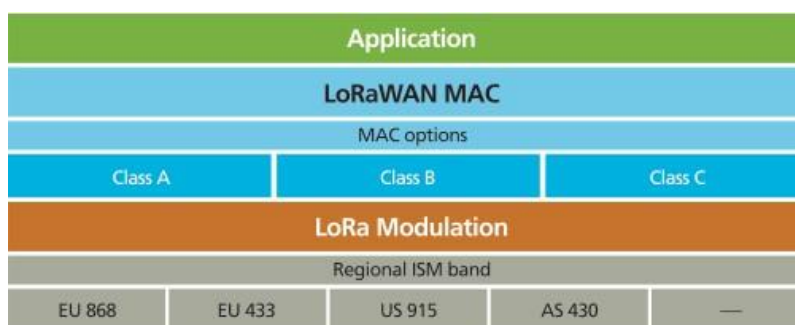 Application
LoRaWAN MAC
MAC options
Class A Class B Class C
LoRa Modulation
Regional ISM band
EU 868 EU 433 US 915 AS 430 —